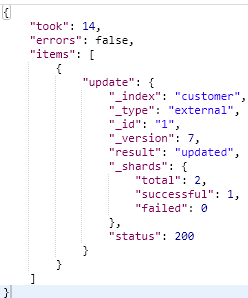 {
    "took": 14,
    "errors": false,
    "items": [
        {
            "update": {
                "_index": "customer",
                "_type": "external",
                "_id": "1",
                "_version": 7,
                "result": "updated",
                "_shards": {
                    "total": 2,
                    "successful": 1,
                    "failed": 0
                },
                "status": 200
            }
        }
    ]
}